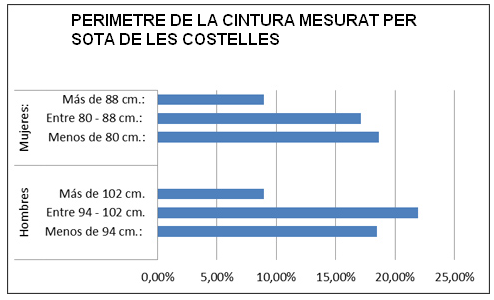 PERIMETRE DE LA CINTURA MESURAT PER
SOTA DE LES COSTELLES
Mujeres:
Más de 88 cm.:
Entre 80 - 88 cm.:
Menos de 80 cm.:
Hombres
Más de 102 cm.
Entre 94 - 102 cm.
Menos de 94 cm.:
0,00% 5,00% 10,00% 15,00% 20,00% 25,00%